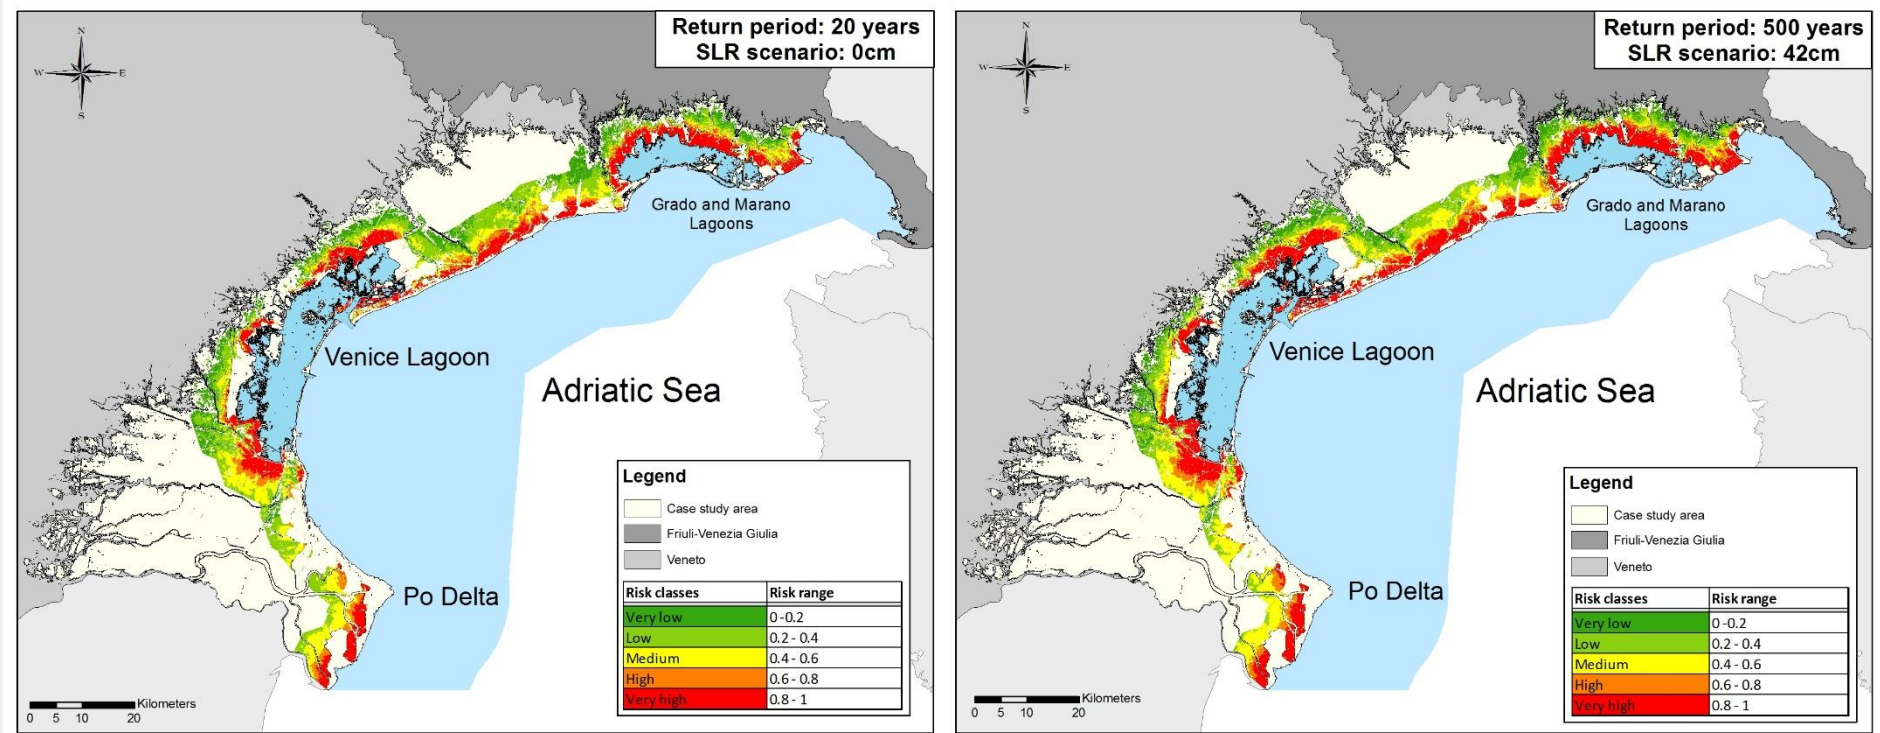 Return period: 20 years
SLR scenario: 0cm
N
W
E
S
Grado and Marano
Lagoons
Venice Lagoon
Adriatic Sea
Po Delta
Legend
Case study area
Friuli-Venezia Giulia
Veneto
Risk classes Risk range
Very low 0 -0.2
Low 0.2 - 0.4
Medium 0.4 - 0.6
High 0.6 - 0.8
Very high 0.8 - 1
Kilometers
0 5 10 20
Return period: 500 years
SLR scenario: 42cm
N
W
E
S
Grado and Marano
Lagoons
Venice Lagoon
Adriatic Sea
Po Delta
Legend
Case study area
Friuli-Venezia Giulia
Veneto
Risk classes Risk range
Very low 0 -0.2
Low 0.2 - 0.4
Medium 0.4 - 0.6
High 0.6 - 0.8
Very high 0.8 - 1
Kilometers
0 5 10 20